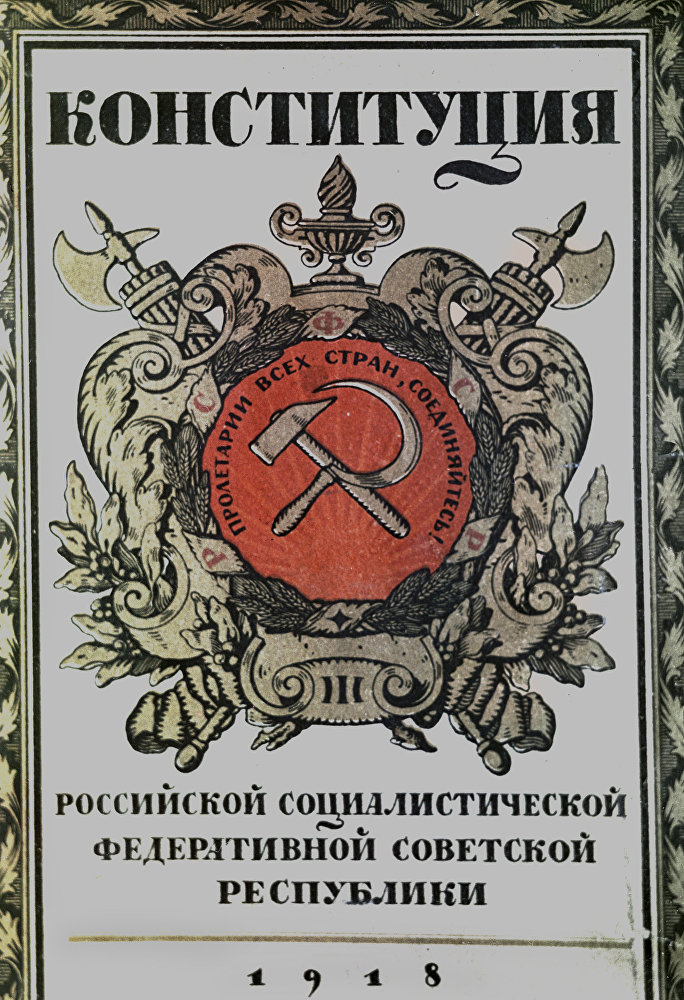 КОНСТИТУЦИЯ
Р С Ф С Р
ПРОЛЕТАРИИ ВСЕХ СТРАН, СОЕДИНЯЙТЕСЬ!
РОССИЙСКОЙ СОЦИАЛИСТИЧЕСКОЙ
ФЕДЕРАТИВНОЙ СОВЕТСКОЙ
РЕСПУБЛИКИ
1918